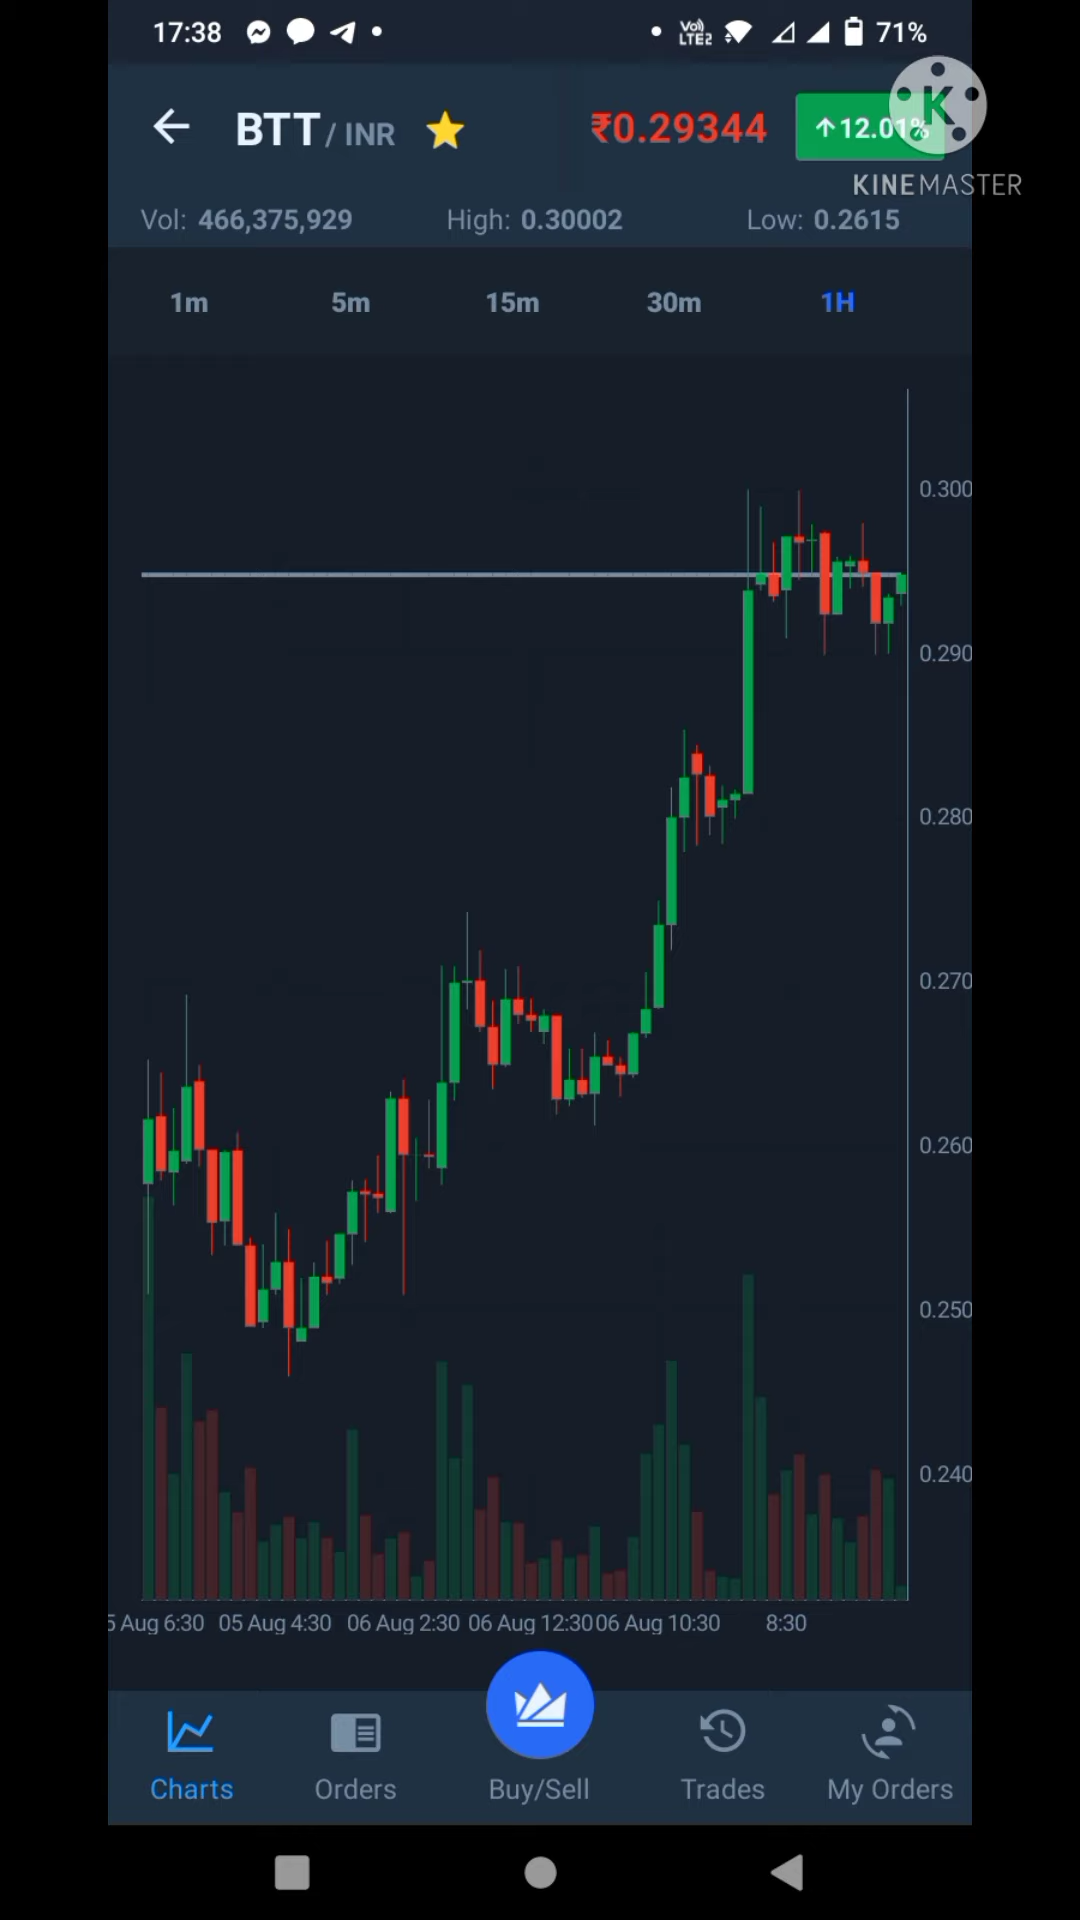 17:38 Vo) LTE2 71%
BTT / INR ₹0.29344 ↑12.01%
K
KINEMASTER
Vol: 466,375,929 High: 0.30002 Low: 0.2615
1m 5m 15m 30m 1H
0.300
0.290
0.280
0.270
0.260
0.250
0.240
5 Aug 6:30 05 Aug 4:30 06 Aug 2:30 06 Aug 12:30 06 Aug 10:30 8:30
Charts Orders Buy/Sell Trades My Orders